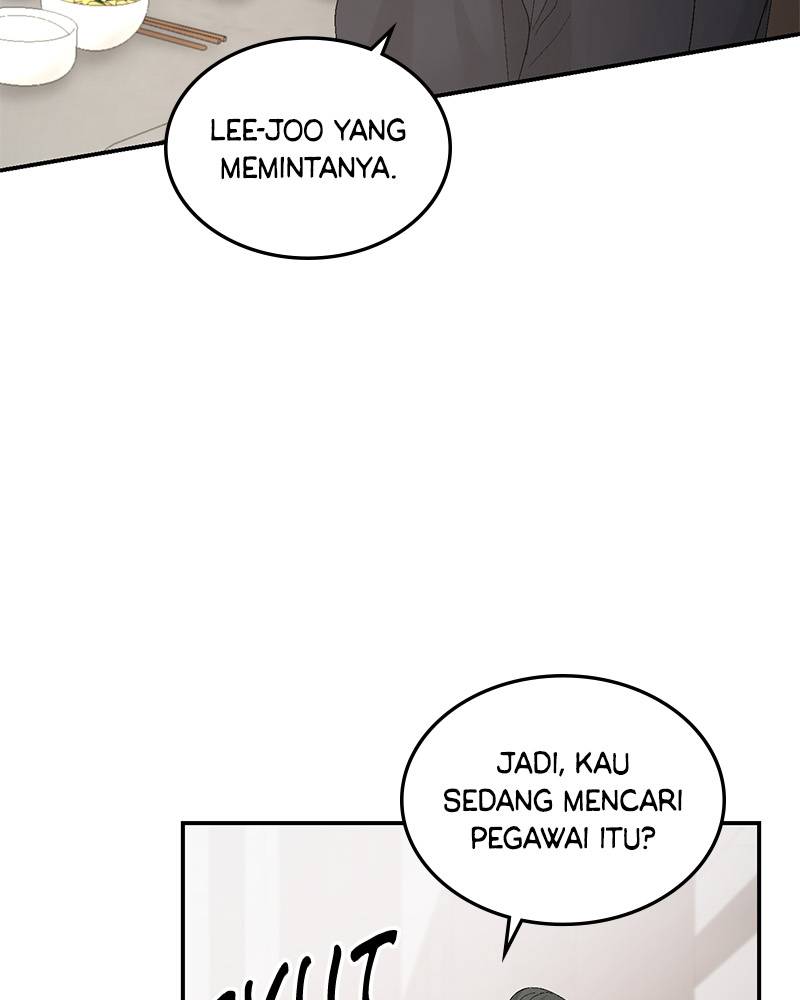 LEE-JOO YANG
MEMINTANYA.
JADI, KAU
SEDANG MENCARI
PEGAWAI ITU?